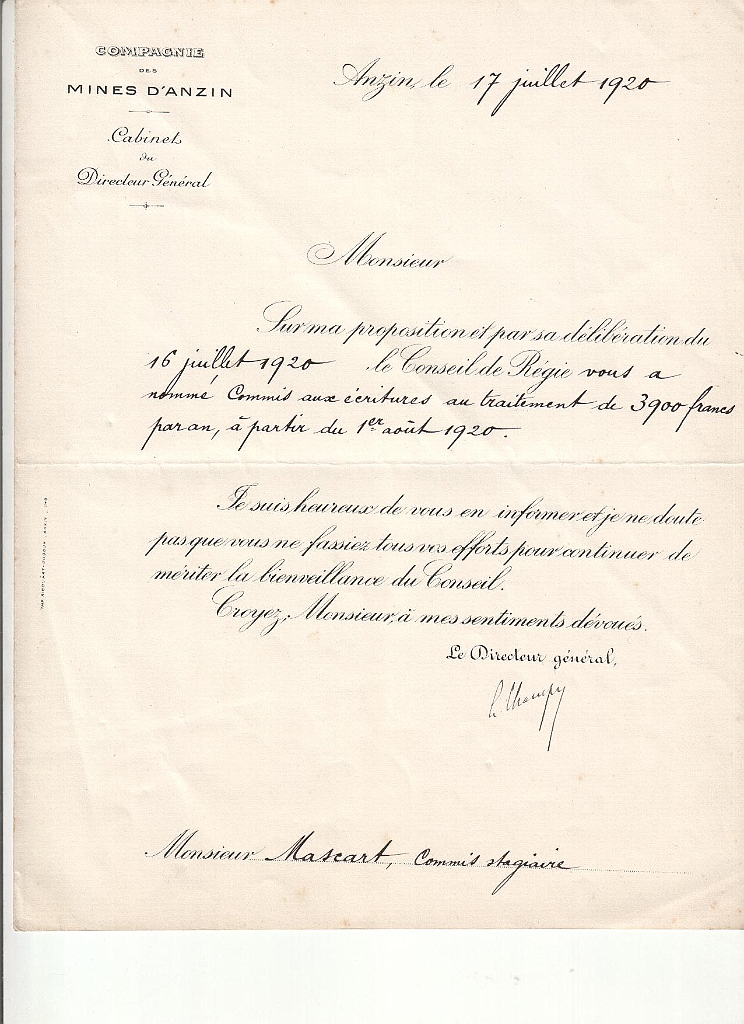 COMPAGNIE
DES
MINES D'ANZIN
Cabinet
du
Directeur Général
Anzin, le 17 juillet 1920
Monsieur
Sur ma proposition et par sa délibération du
16 juillet 1920 le Conseil de Régie vous a
nommé Commis aux écritures au traitement de 3900 francs
par an, à partir du 1er août 1920.
Je suis heureux de vous en informer et je ne doute
pas que vous ne fassiez tous vos efforts pour continuer de
mériter la bienveillance du Conseil.
Croyez, Monsieur, à mes sentiments dévoués.
Le Directeur général,
Champy
Monsieur Mascart, Commis stagiaire